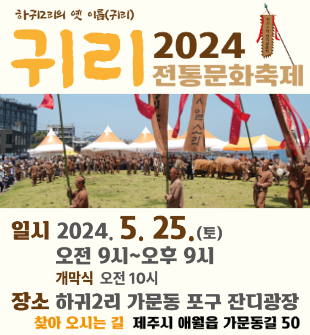 하귀2리의 옛 이름(귀리)
귀리 2024
전통문화축제
일시 2024. 5. 25.(토)
오전 9시~오후 9시
개막식 오전 10시
장소 하귀2리 가문동 포구 잔디광장
찾아 오시는 길 제주시 애월읍 가문동길 50